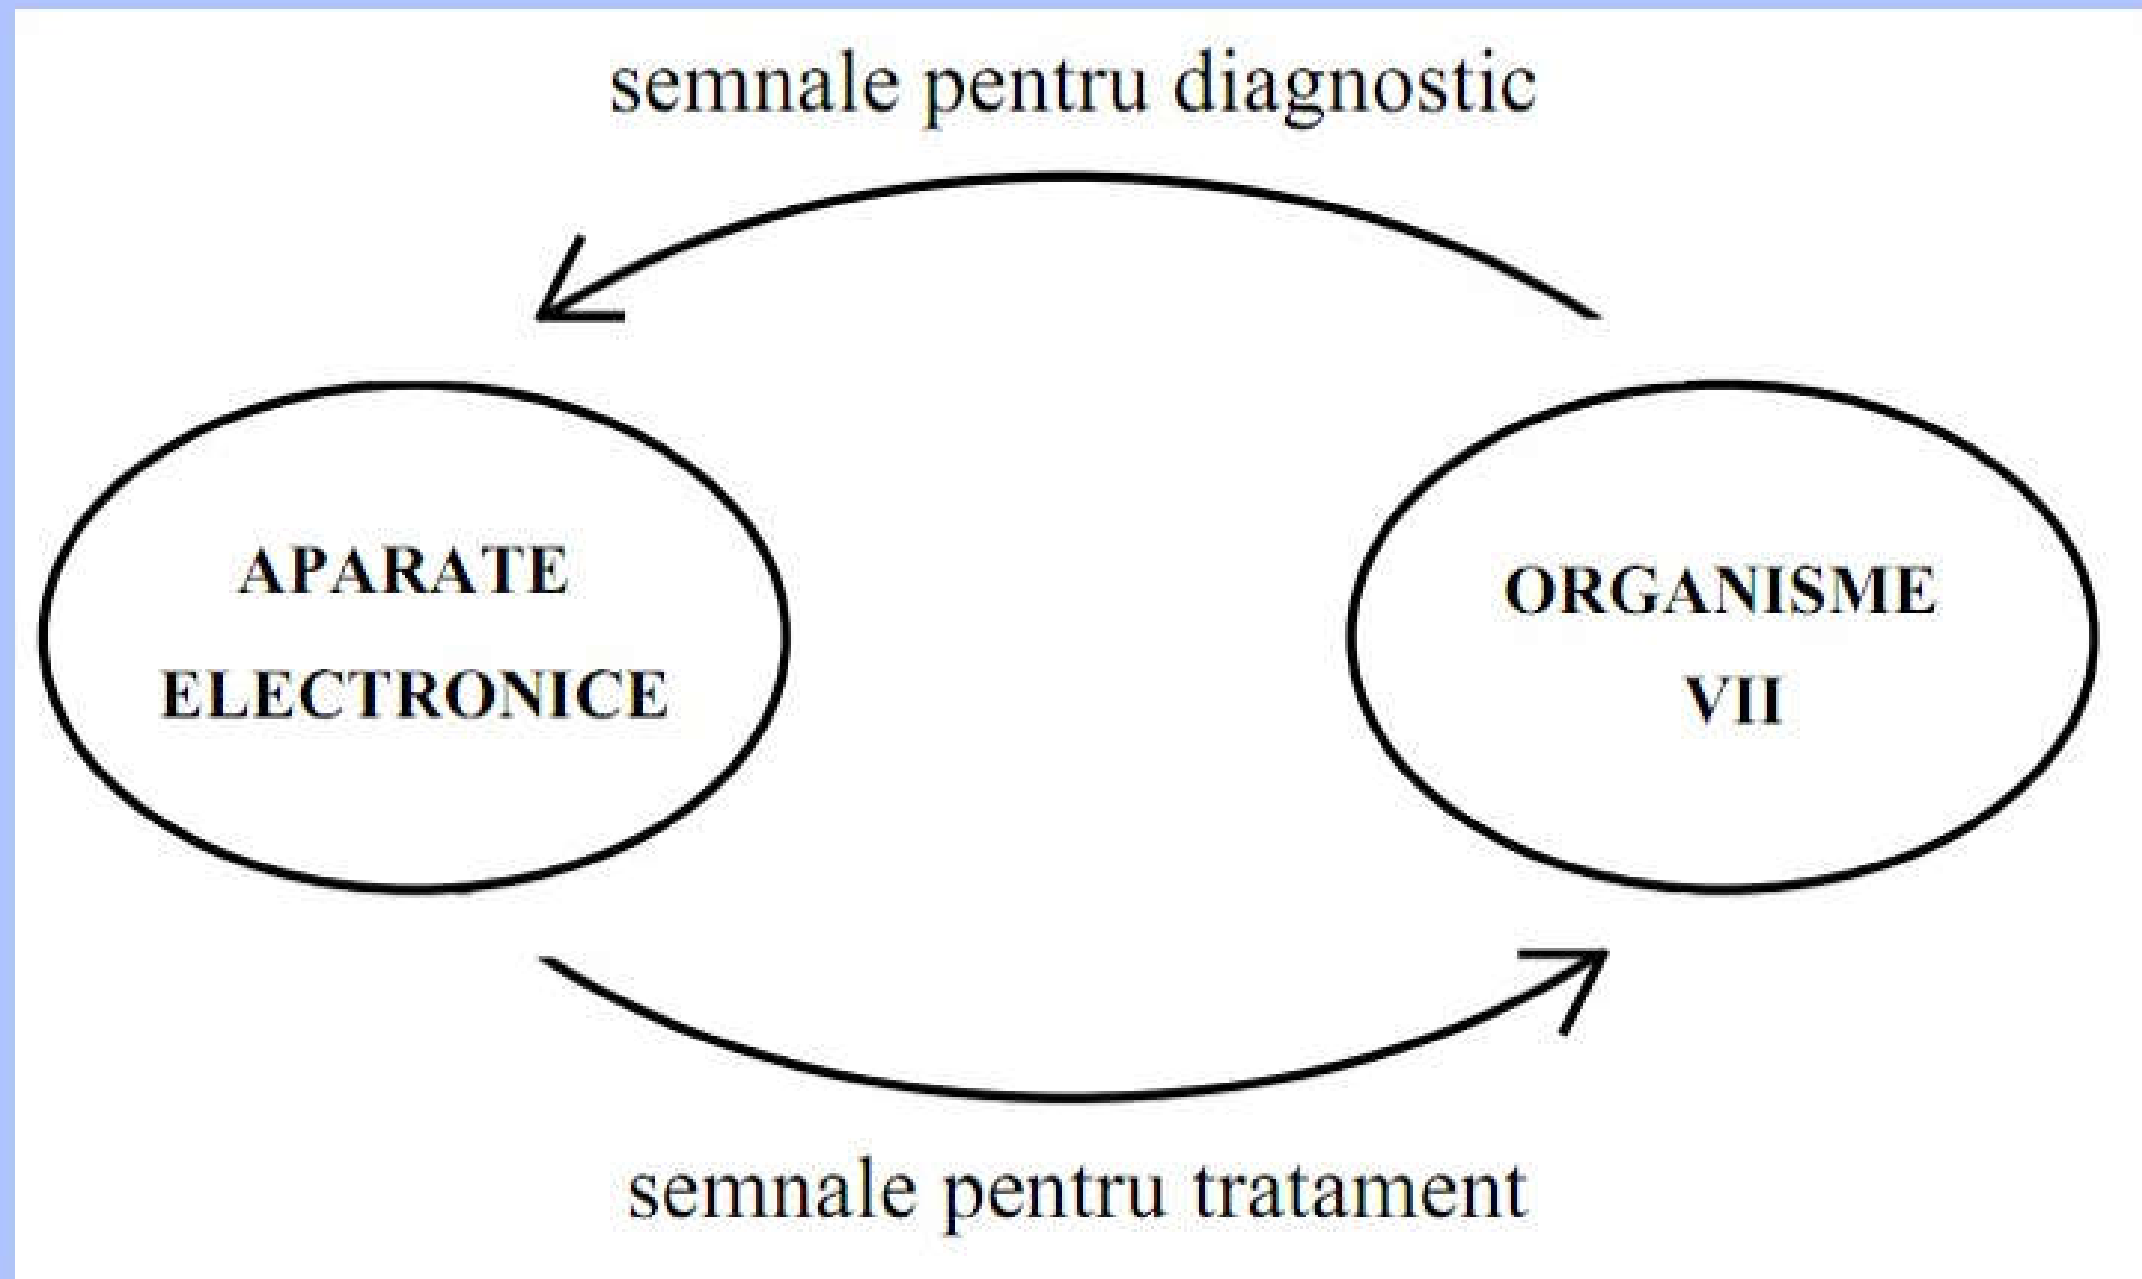 semnale pentru diagnostic
APARATE
ELECTRONICE
ORGANISME
VII
semnale pentru tratament